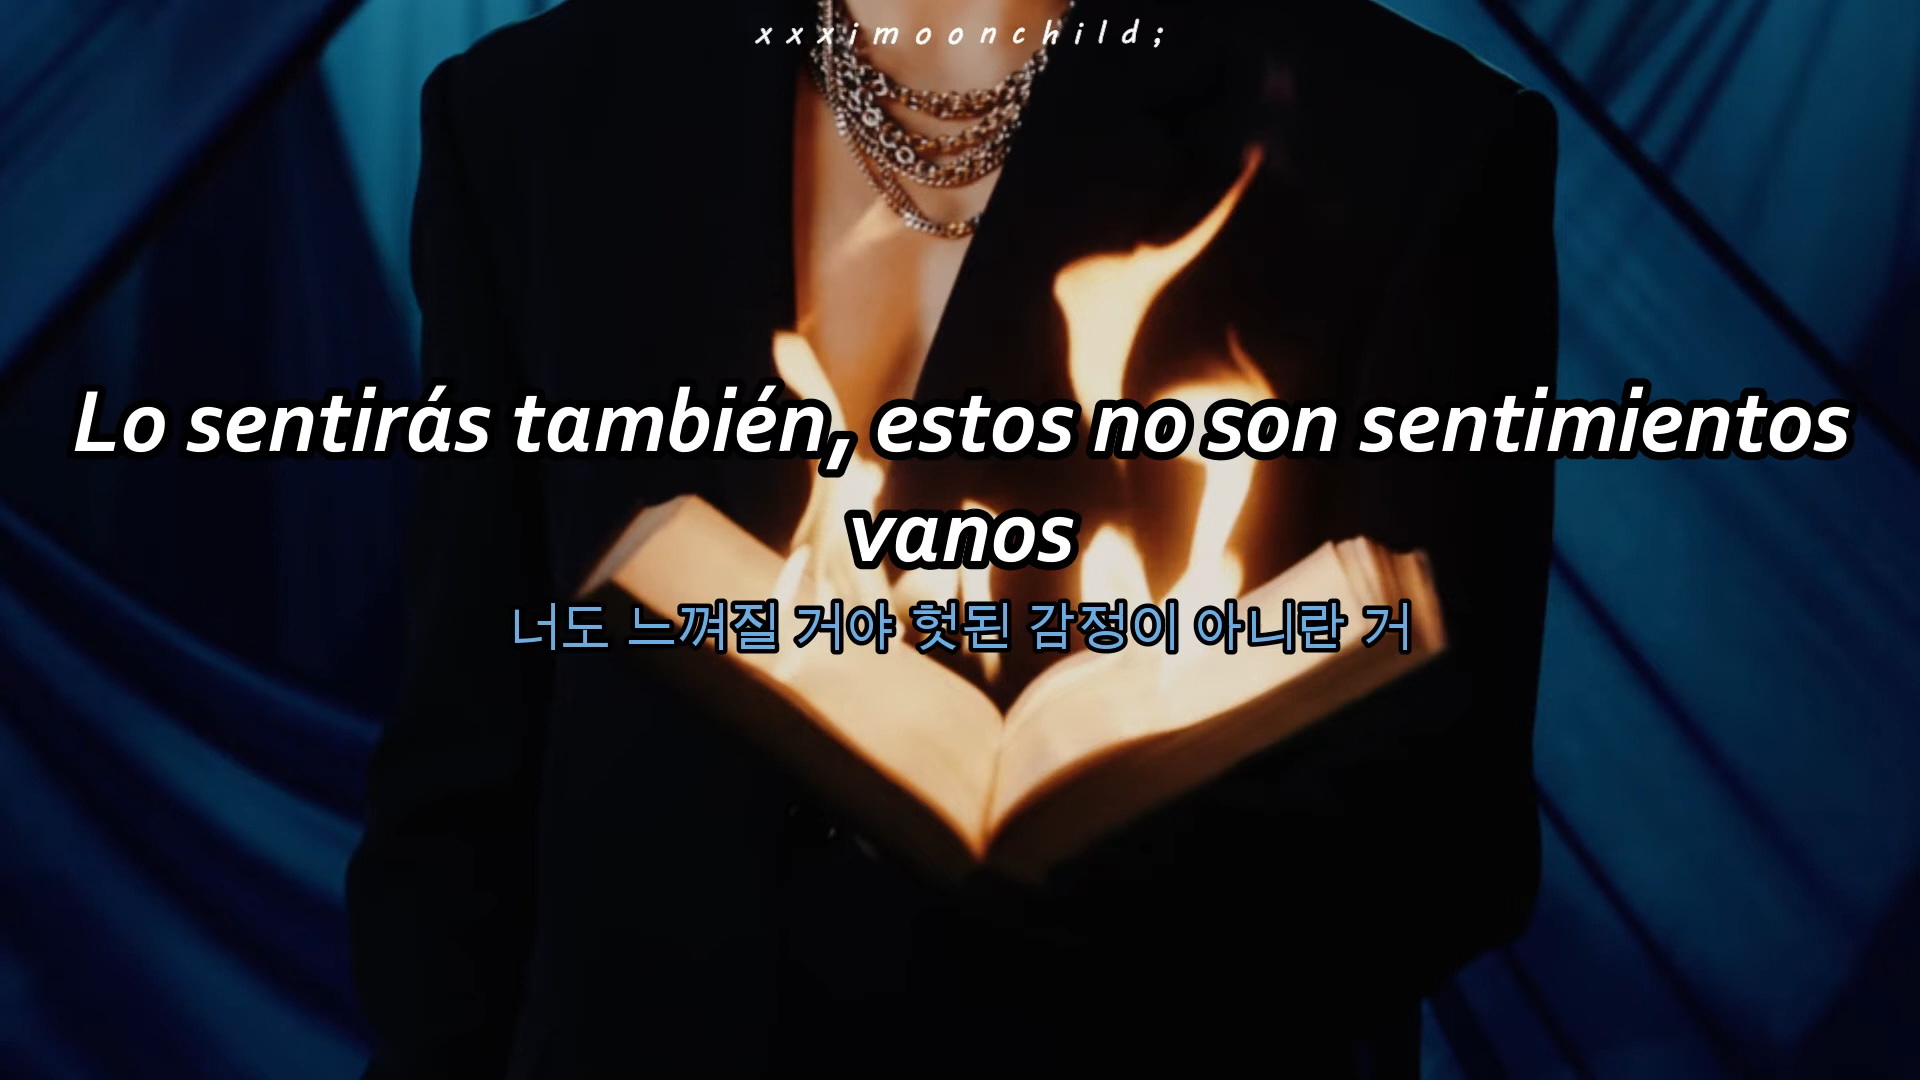 xxximoonchild;
Lo sentirás también, estos no son sentimientos
vanos
너도 느껴질 거야 헛된 감정이 아니란 거